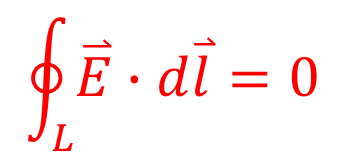 ∮_L E⃗ · dl⃗ = 0